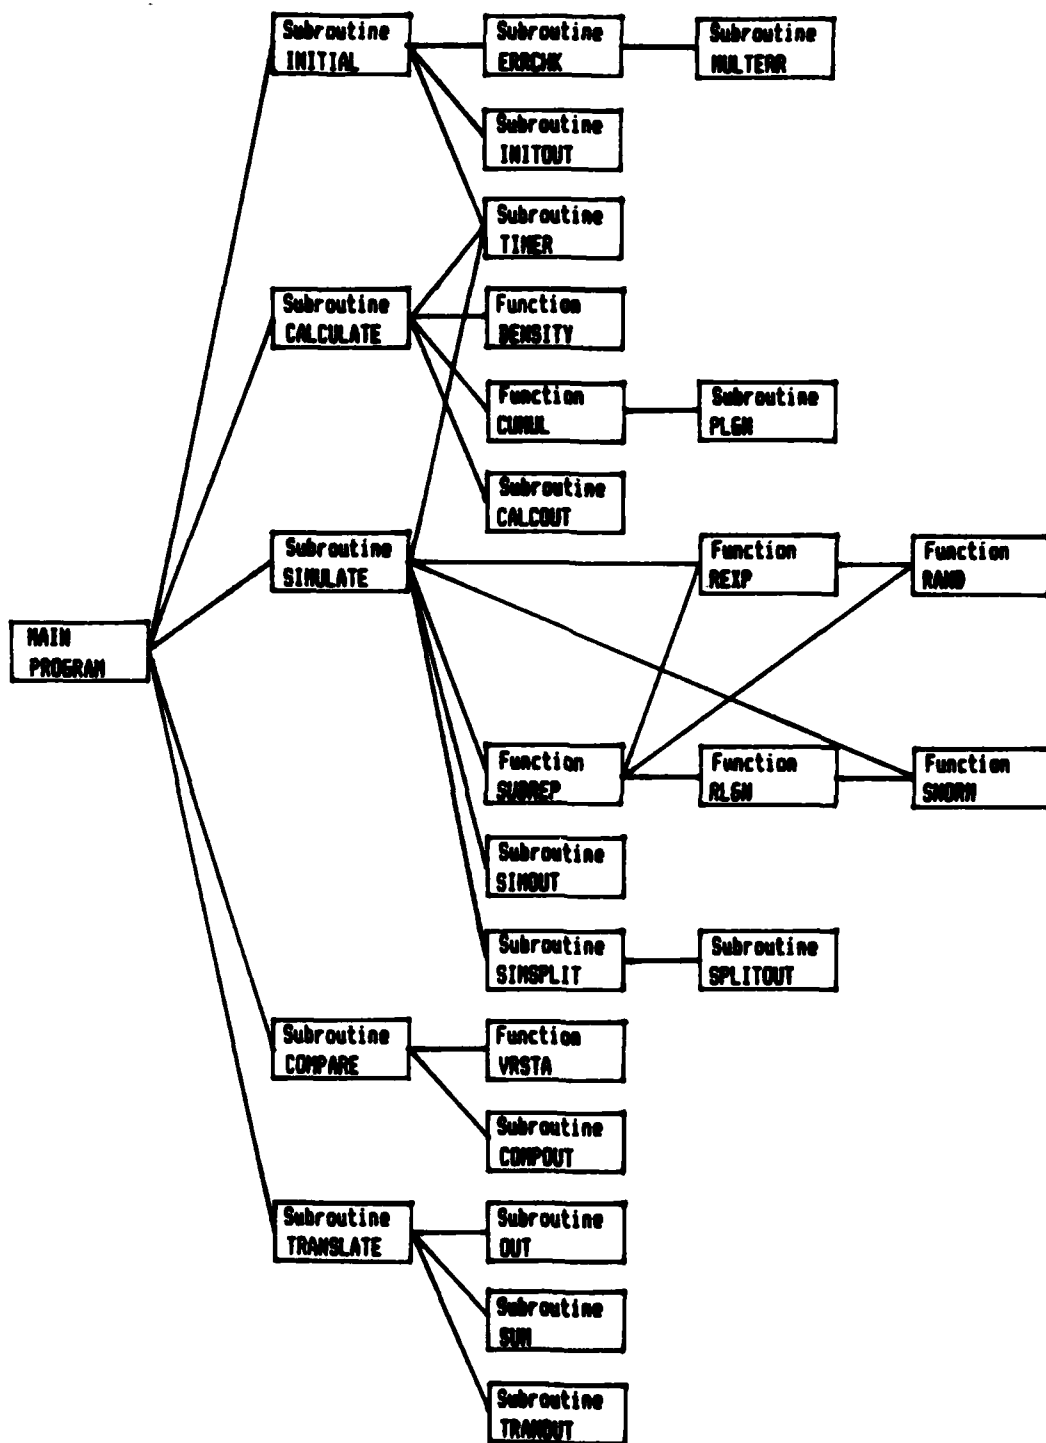 Subroutine
INITIAL
Subroutine
ERRCHK
Subroutine
MULTERR
Subroutine
INITOUT
Subroutine
TIMER
Subroutine
CALCULATE
Function
DENSITY
Function
CUMUL
Subroutine
PLGN
Subroutine
CALCOUT
Subroutine
SIMULATE
Function
REXP
Function
RAND
MAIN
PROGRAM
Function
SUBREP
Function
RLGN
Function
SNORM
Subroutine
SIMOUT
Subroutine
SIMSPLIT
Subroutine
SPLITOUT
Subroutine
COMPARE
Function
VRSTA
Subroutine
COMPOUT
Subroutine
TRANSLATE
Subroutine
OUT
Subroutine
SUM
Subroutine
TRANOUT